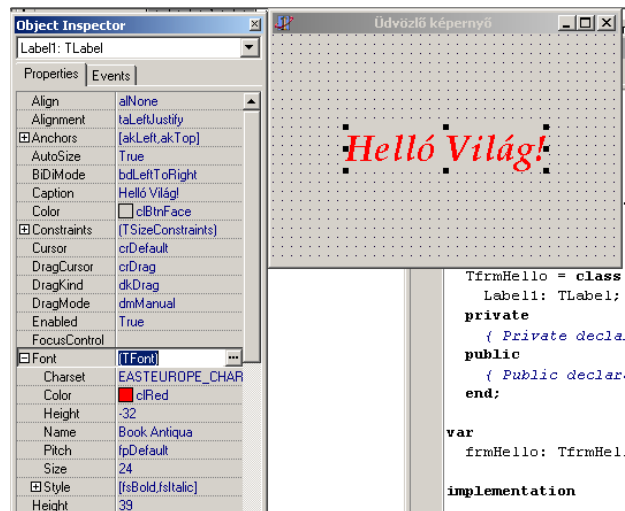 Object Inspector
Label1: TLabel
Properties Events
Align alNone
Alignment taLeftJustify
Anchors [akLeft,akTop]
AutoSize True
BiDiMode bdLeftToRight
Caption Helló Világ!
Color clBtnFace
Constraints (TSizeConstraints)
Cursor crDefault
DragCursor crDrag
DragKind dkDrag
DragMode dmManual
Enabled True
FocusControl
Font (TFont) ...
Charset EASTEUROPE_CHAR
Color clRed
Height -32
Name Book Antiqua
Pitch fpDefault
Size 24
Style [fsBold,fsItalic]
Height 39
Üdvözlő képernyő
Helló Világ!
TfrmHello = class
Label1: TLabel;
private
{ Private decla
public
{ Public declar
end;
var
frmHello: TfrmHel
implementation